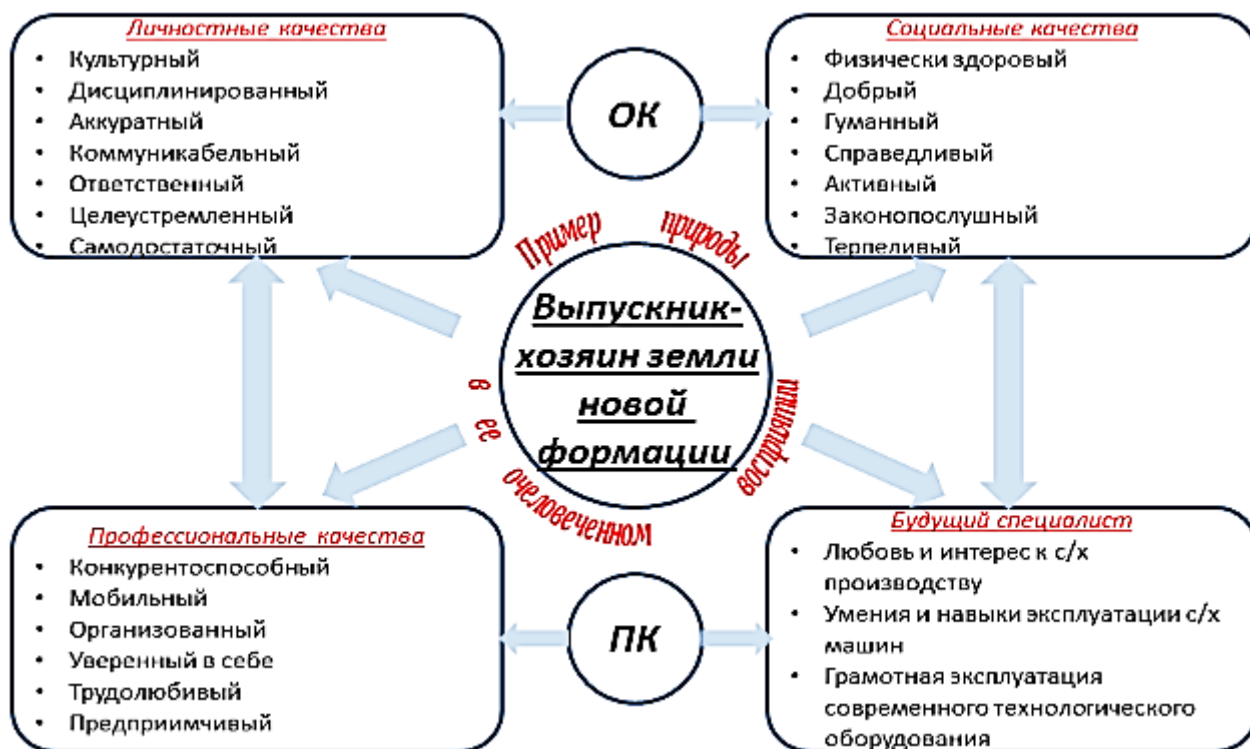 Личностные качества
• Культурный
• Дисциплинированный
• Аккуратный
• Коммуникабельный
• Ответственный
• Целеустремленный
• Самодостаточный
ОК
Социальные качества
• Физически здоровый
• Добрый
• Гуманный
• Справедливый
• Активный
• Законопослушный
• Терпеливый
Пример природы
в ее очеловеченном
восприятии
Выпускник-
хозяин земли
новой
формации
Профессиональные качества
• Конкурентоспособный
• Мобильный
• Организованный
• Уверенный в себе
• Трудолюбивый
• Предприимчивый
ПК
Будущий специалист
• Любовь и интерес к с/х
производству
• Умения и навыки эксплуатации с/х
машин
• Грамотная эксплуатация
современного технологического
оборудования